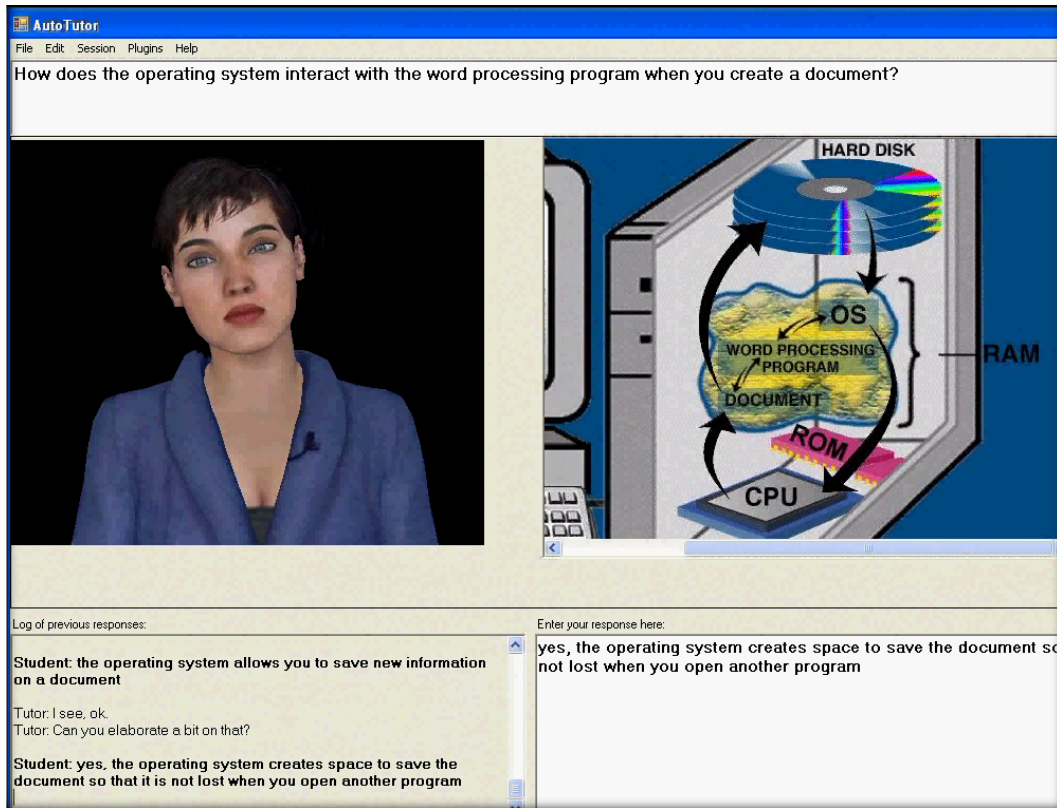 AutoTutor
File Edit Session Plugins Help
How does the operating system interact with the word processing program when you create a document?
HARD DISK
OS
WORD PROCESSING
PROGRAM
DOCUMENT
RAM
ROM
CPU
Log of previous responses:
Student: the operating system allows you to save new information
on a document
Tutor: I see, ok.
Tutor: Can you elaborate a bit on that?
Student: yes, the operating system creates space to save the
document so that it is not lost when you open another program
Enter your response here:
yes, the operating system creates space to save the document so
not lost when you open another program